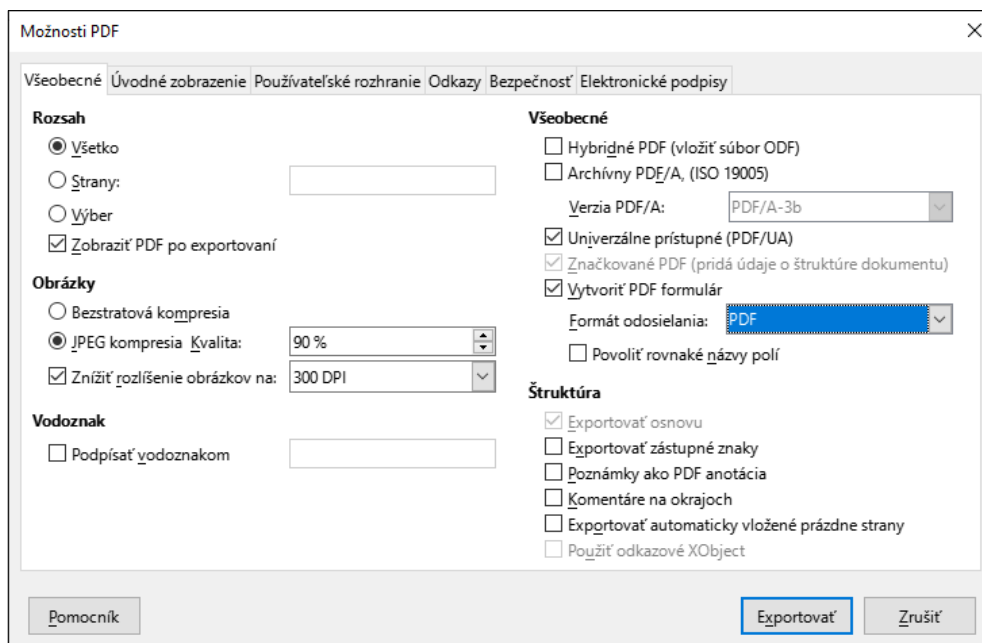 Možnosti PDF
Všeobecné Úvodné zobrazenie Používateľské rozhranie Odkazy Bezpečnosť Elektronické podpisy
Rozsah
Všetko
Strany:
Výber
Zobraziť PDF po exportovaní
Obrázky
Bezstratová kompresia
JPEG kompresia Kvalita: 90 %
Znížiť rozlíšenie obrázkov na: 300 DPI
Vodoznak
Podpísať vodoznakom
Všeobecné
Hybridné PDF (vložiť súbor ODF)
Archívny PDF/A, (ISO 19005)
Verzia PDF/A: PDF/A-3b
Univerzálne prístupné (PDF/UA)
Značkované PDF (pridá údaje o štruktúre dokumentu)
Vytvoriť PDF formulár
Formát odosielania: PDF
Povoliť rovnaké názvy polí
Štruktúra
Exportovať osnovu
Exportovať zástupné znaky
Poznámky ako PDF anotácia
Komentáre na okrajoch
Exportovať automaticky vložené prázdne strany
Použiť odkazové XObject
Pomocník Exportovať Zrušiť